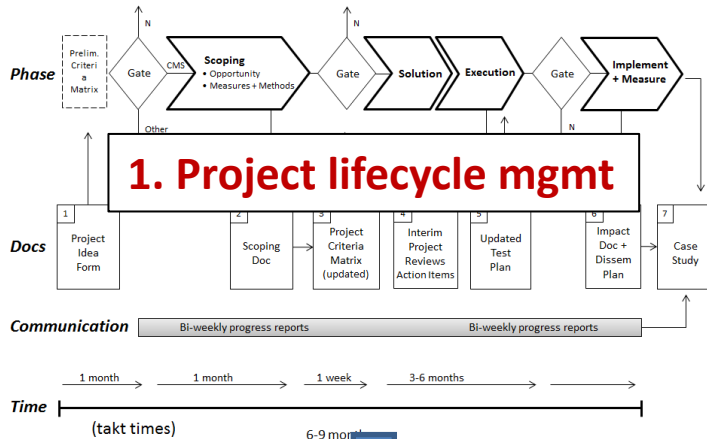 N
N
Prelim.
Criteri
a
Matrix
Phase
Gate
CMS
Scoping
• Opportunity
• Measures + Methods
Gate
Solution
Execution
Gate
Implement
+ Measure
Other
N
1. Project lifecycle mgmt
Docs
1
Project
Idea
Form
2
Scoping
Doc
3
Project
Criteria
Matrix
(updated)
4
Interim
Project
Reviews
Action Items
5
Updated
Test
Plan
6
Impact
Doc +
Dissem
Plan
7
Case
Study
Communication
Bi-weekly progress reports
Bi-weekly progress reports
1 month
1 month
1 week
3-6 months
Time
(takt times)
6-9